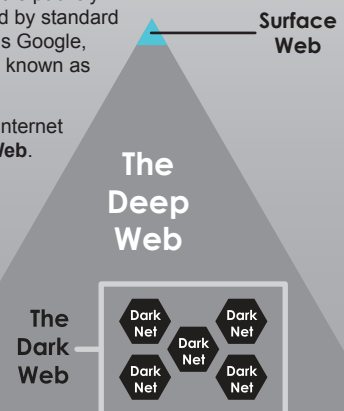 d by standard
s Google,
known as
Surface
Web
nternet
Web.
The
Deep
Web
The
Dark
Web
Dark
Net
Dark
Net
Dark
Net
Dark
Net
Dark
Net